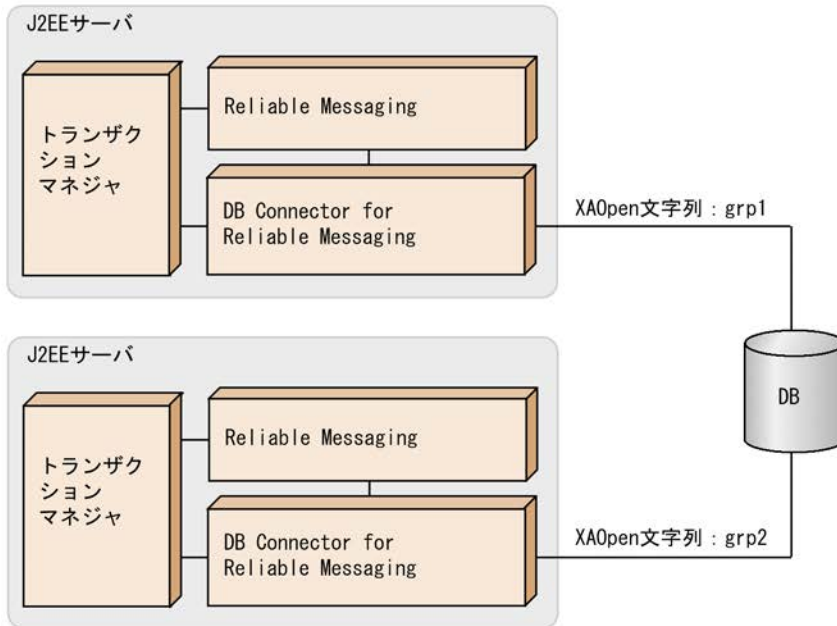 J2EEサーバ
トランザク
ション
マネジャ
Reliable Messaging
DB Connector for
Reliable Messaging
XAOpen文字列：grp1
J2EEサーバ
トランザク
ション
マネジャ
Reliable Messaging
DB Connector for
Reliable Messaging
XAOpen文字列：grp2
DB